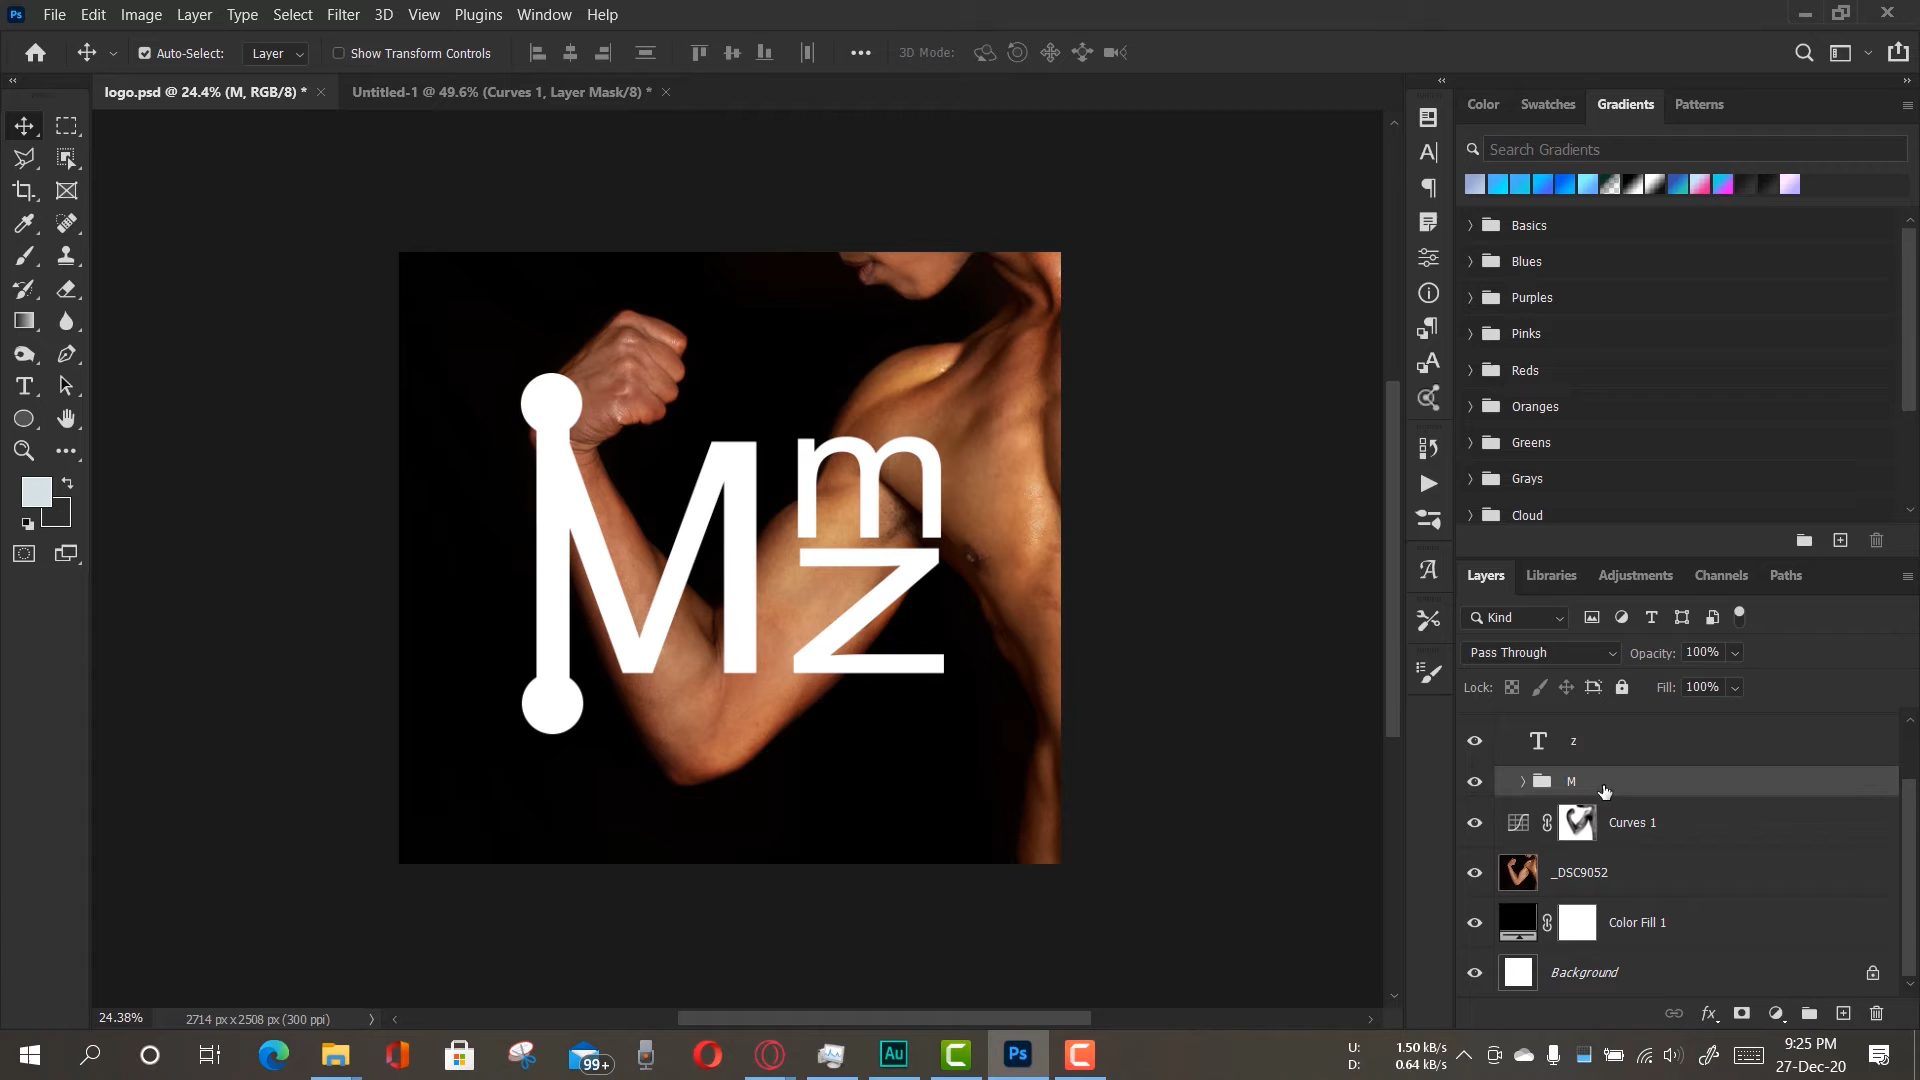 Ps File Edit Image Layer Type Select Filter 3D View Plugins Window Help
Auto-Select: Layer Show Transform Controls 3D Mode:
logo.psd @ 24.4% (M, RGB/8) * Untitled-1 @ 49.6% (Curves 1, Layer Mask/8) *
Color Swatches Gradients Patterns
Search Gradients
Basics
Blues
Purples
Pinks
Reds
Oranges
Greens
Grays
Cloud
M m
z
Layers Libraries Adjustments Channels Paths
Kind
Pass Through Opacity: 100%
Lock: Fill: 100%
z
M
Curves 1
_DSC9052
Color Fill 1
Background
fx
24.38% 2714 px x 2508 px (300 ppi)
99+ Au C Ps C
U: 1.50 kB/s
D: 0.64 kB/s
9:25 PM
27-Dec-20